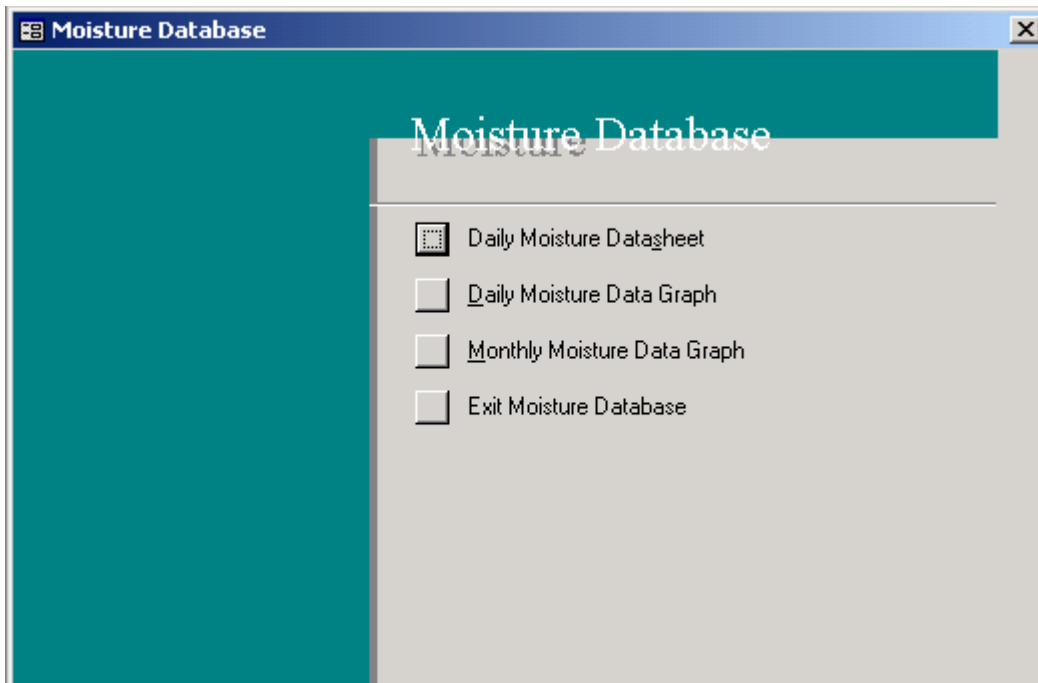 Moisture Database
Moisture Database
Daily Moisture Datasheet
Daily Moisture Data Graph
Monthly Moisture Data Graph
Exit Moisture Database